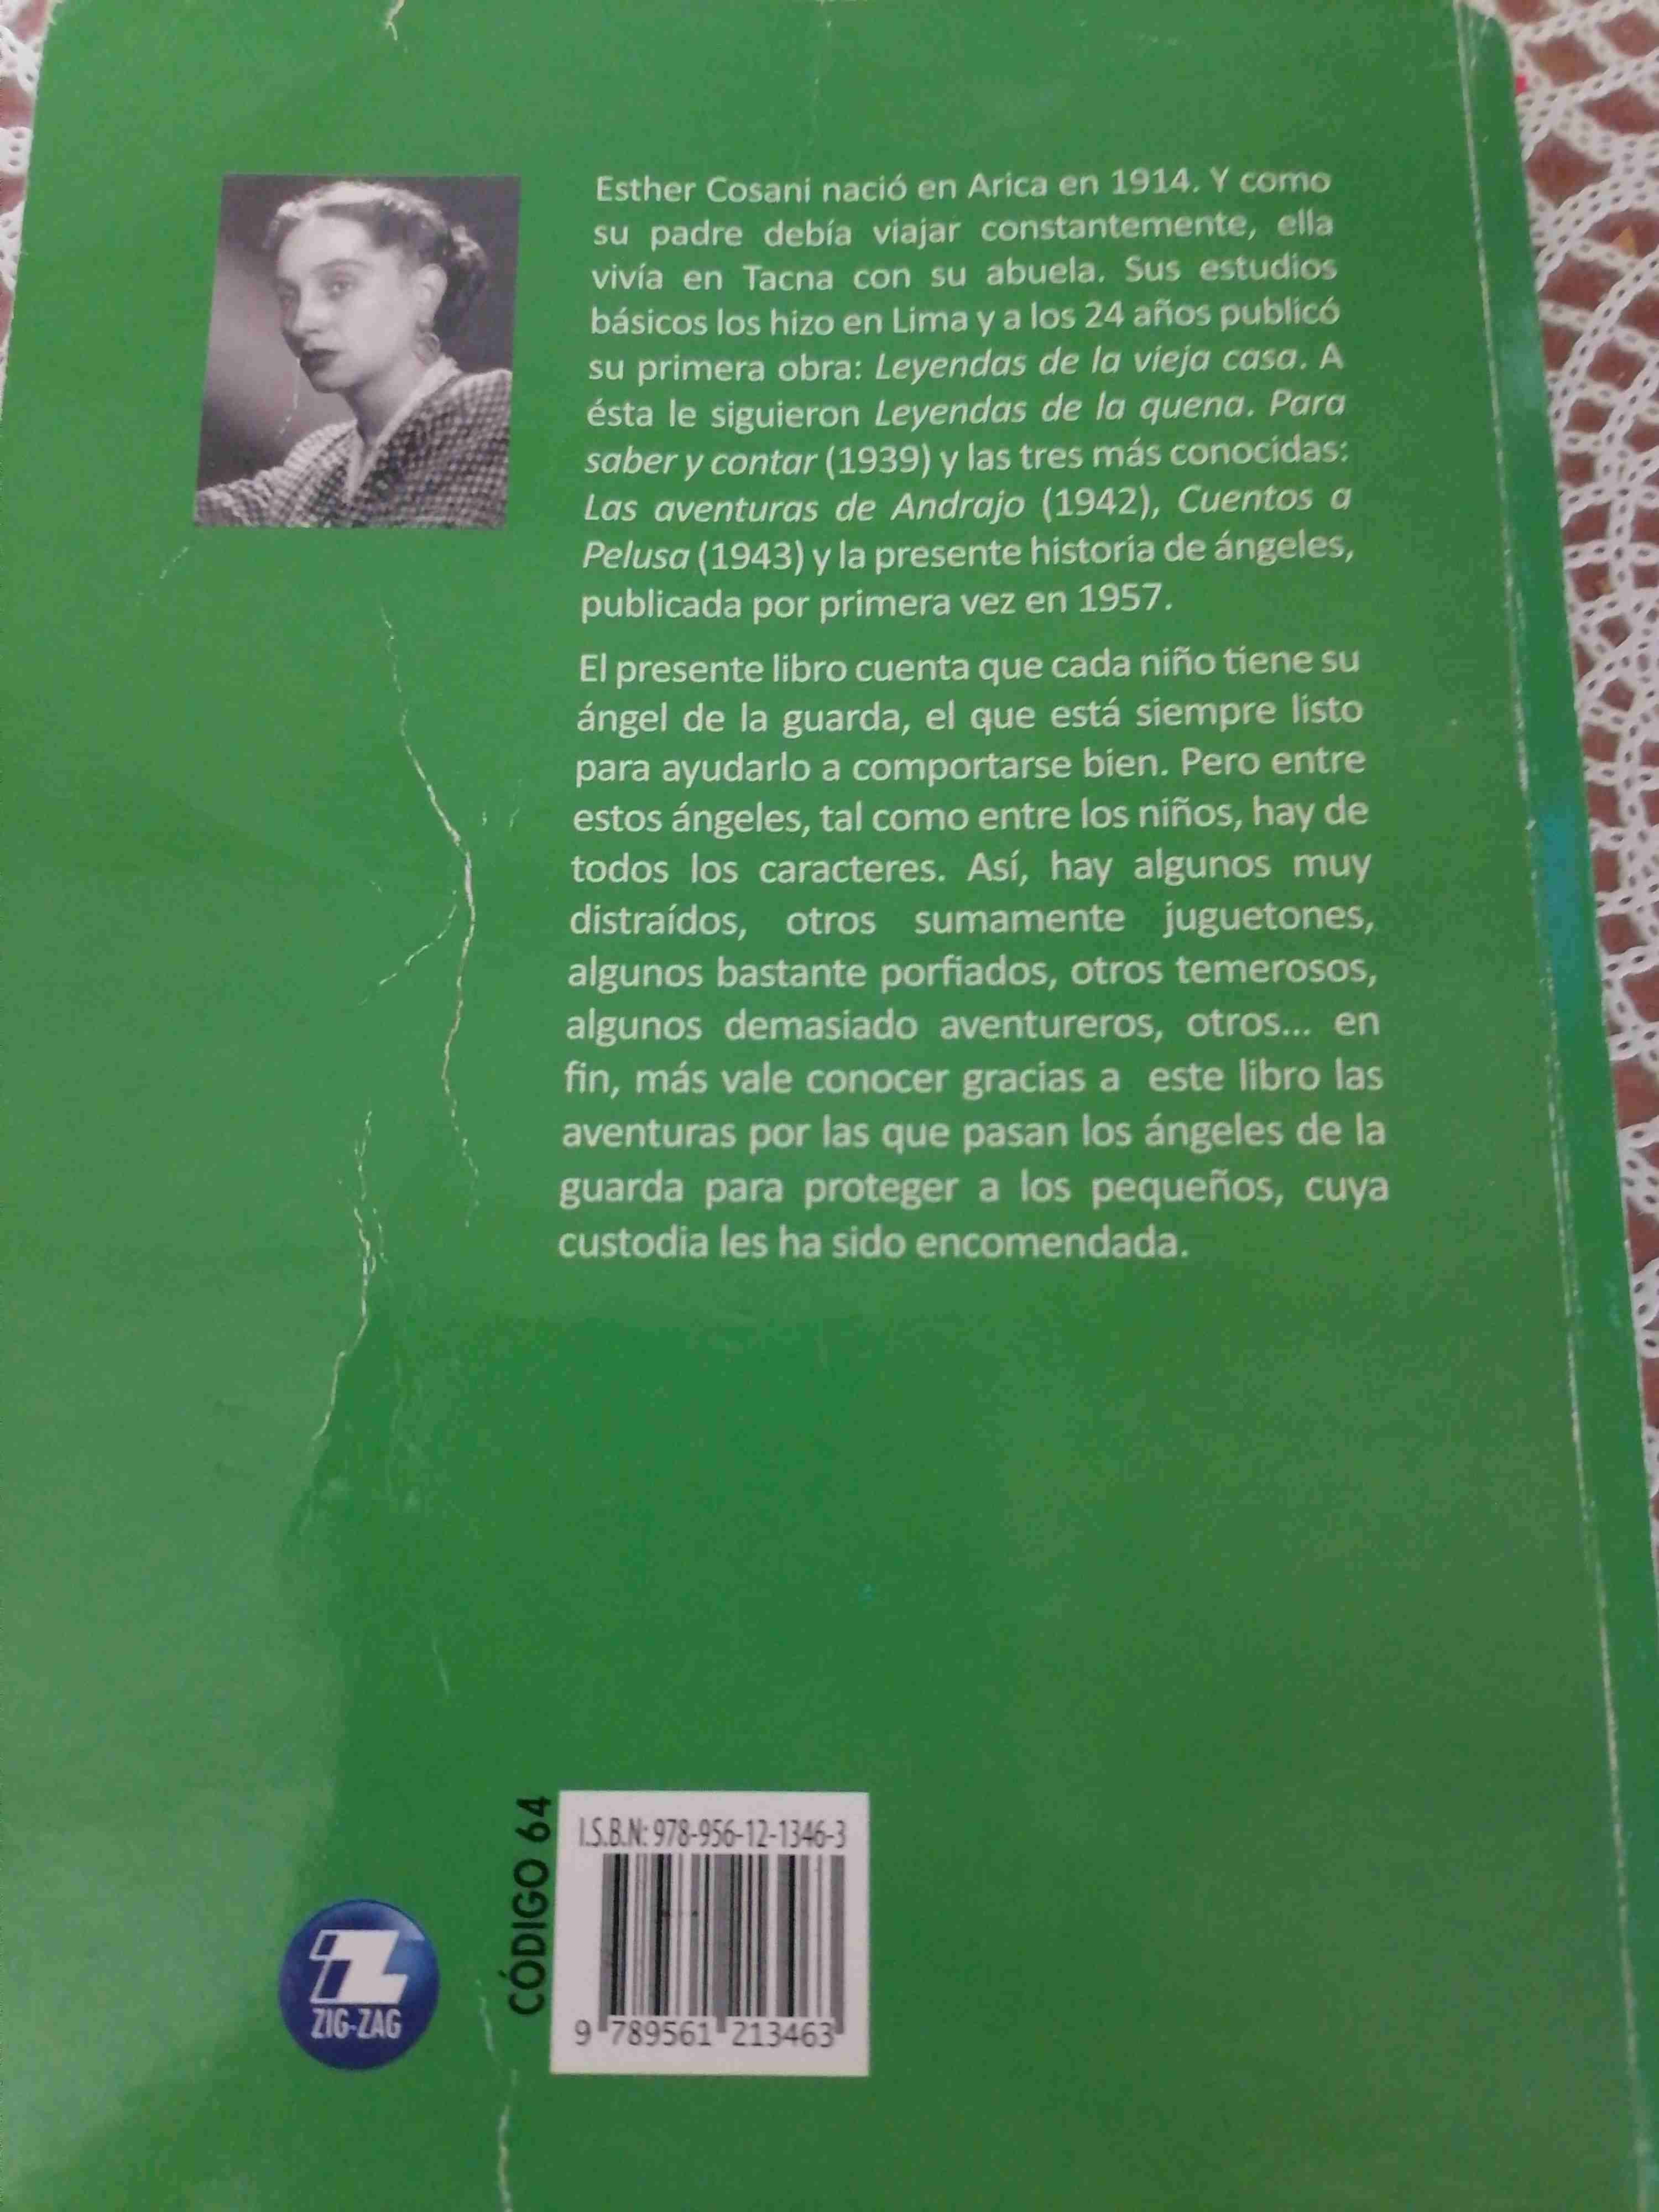 Esther Cosani nació en Arica en 1914. Y como
su padre debía viajar constantemente, ella
vivía en Tacna con su abuela. Sus estudios
básicos los hizo en Lima y a los 24 años publicó
su primera obra: Leyendas de la vieja casa. A
ésta le siguieron Leyendas de la quena. Para
saber y contar (1939) y las tres más conocidas:
Las aventuras de Andrajo (1942), Cuentos a
Pelusa (1943) y la presente historia de ángeles,
publicada por primera vez en 1957.
El presente libro cuenta que cada niño tiene su
ángel de la guarda, el que está siempre listo
para ayudarlo a comportarse bien. Pero entre
estos ángeles, tal como entre los niños, hay de
todos los caracteres. Así, hay algunos muy
distraídos, otros sumamente juguetones,
algunos bastante porfiados, otros temerosos,
algunos demasiado aventureros, otros... en
fin, más vale conocer gracias a este libro las
aventuras por las que pasan los ángeles de la
guarda para proteger a los pequeños, cuya
custodia les ha sido encomendada.
ZIG-ZAG
CÓDIGO 64
I.S.B.N: 978-956-12-1346-3
9 789561 213463